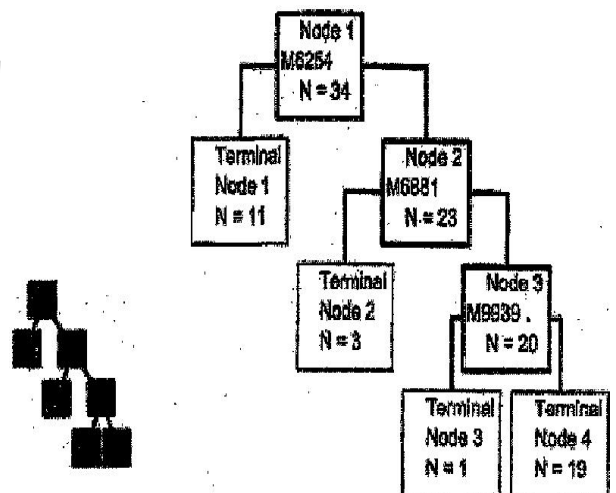 Node 1
M6254
N = 34
Terminal
Node 1
N = 11
Node 2
M6881
N = 23
Terminal
Node 2
N = 3
Node 3
M9939 .
N = 20
Terminal
Node 3
N = 1
Terminal
Node 4
N = 19